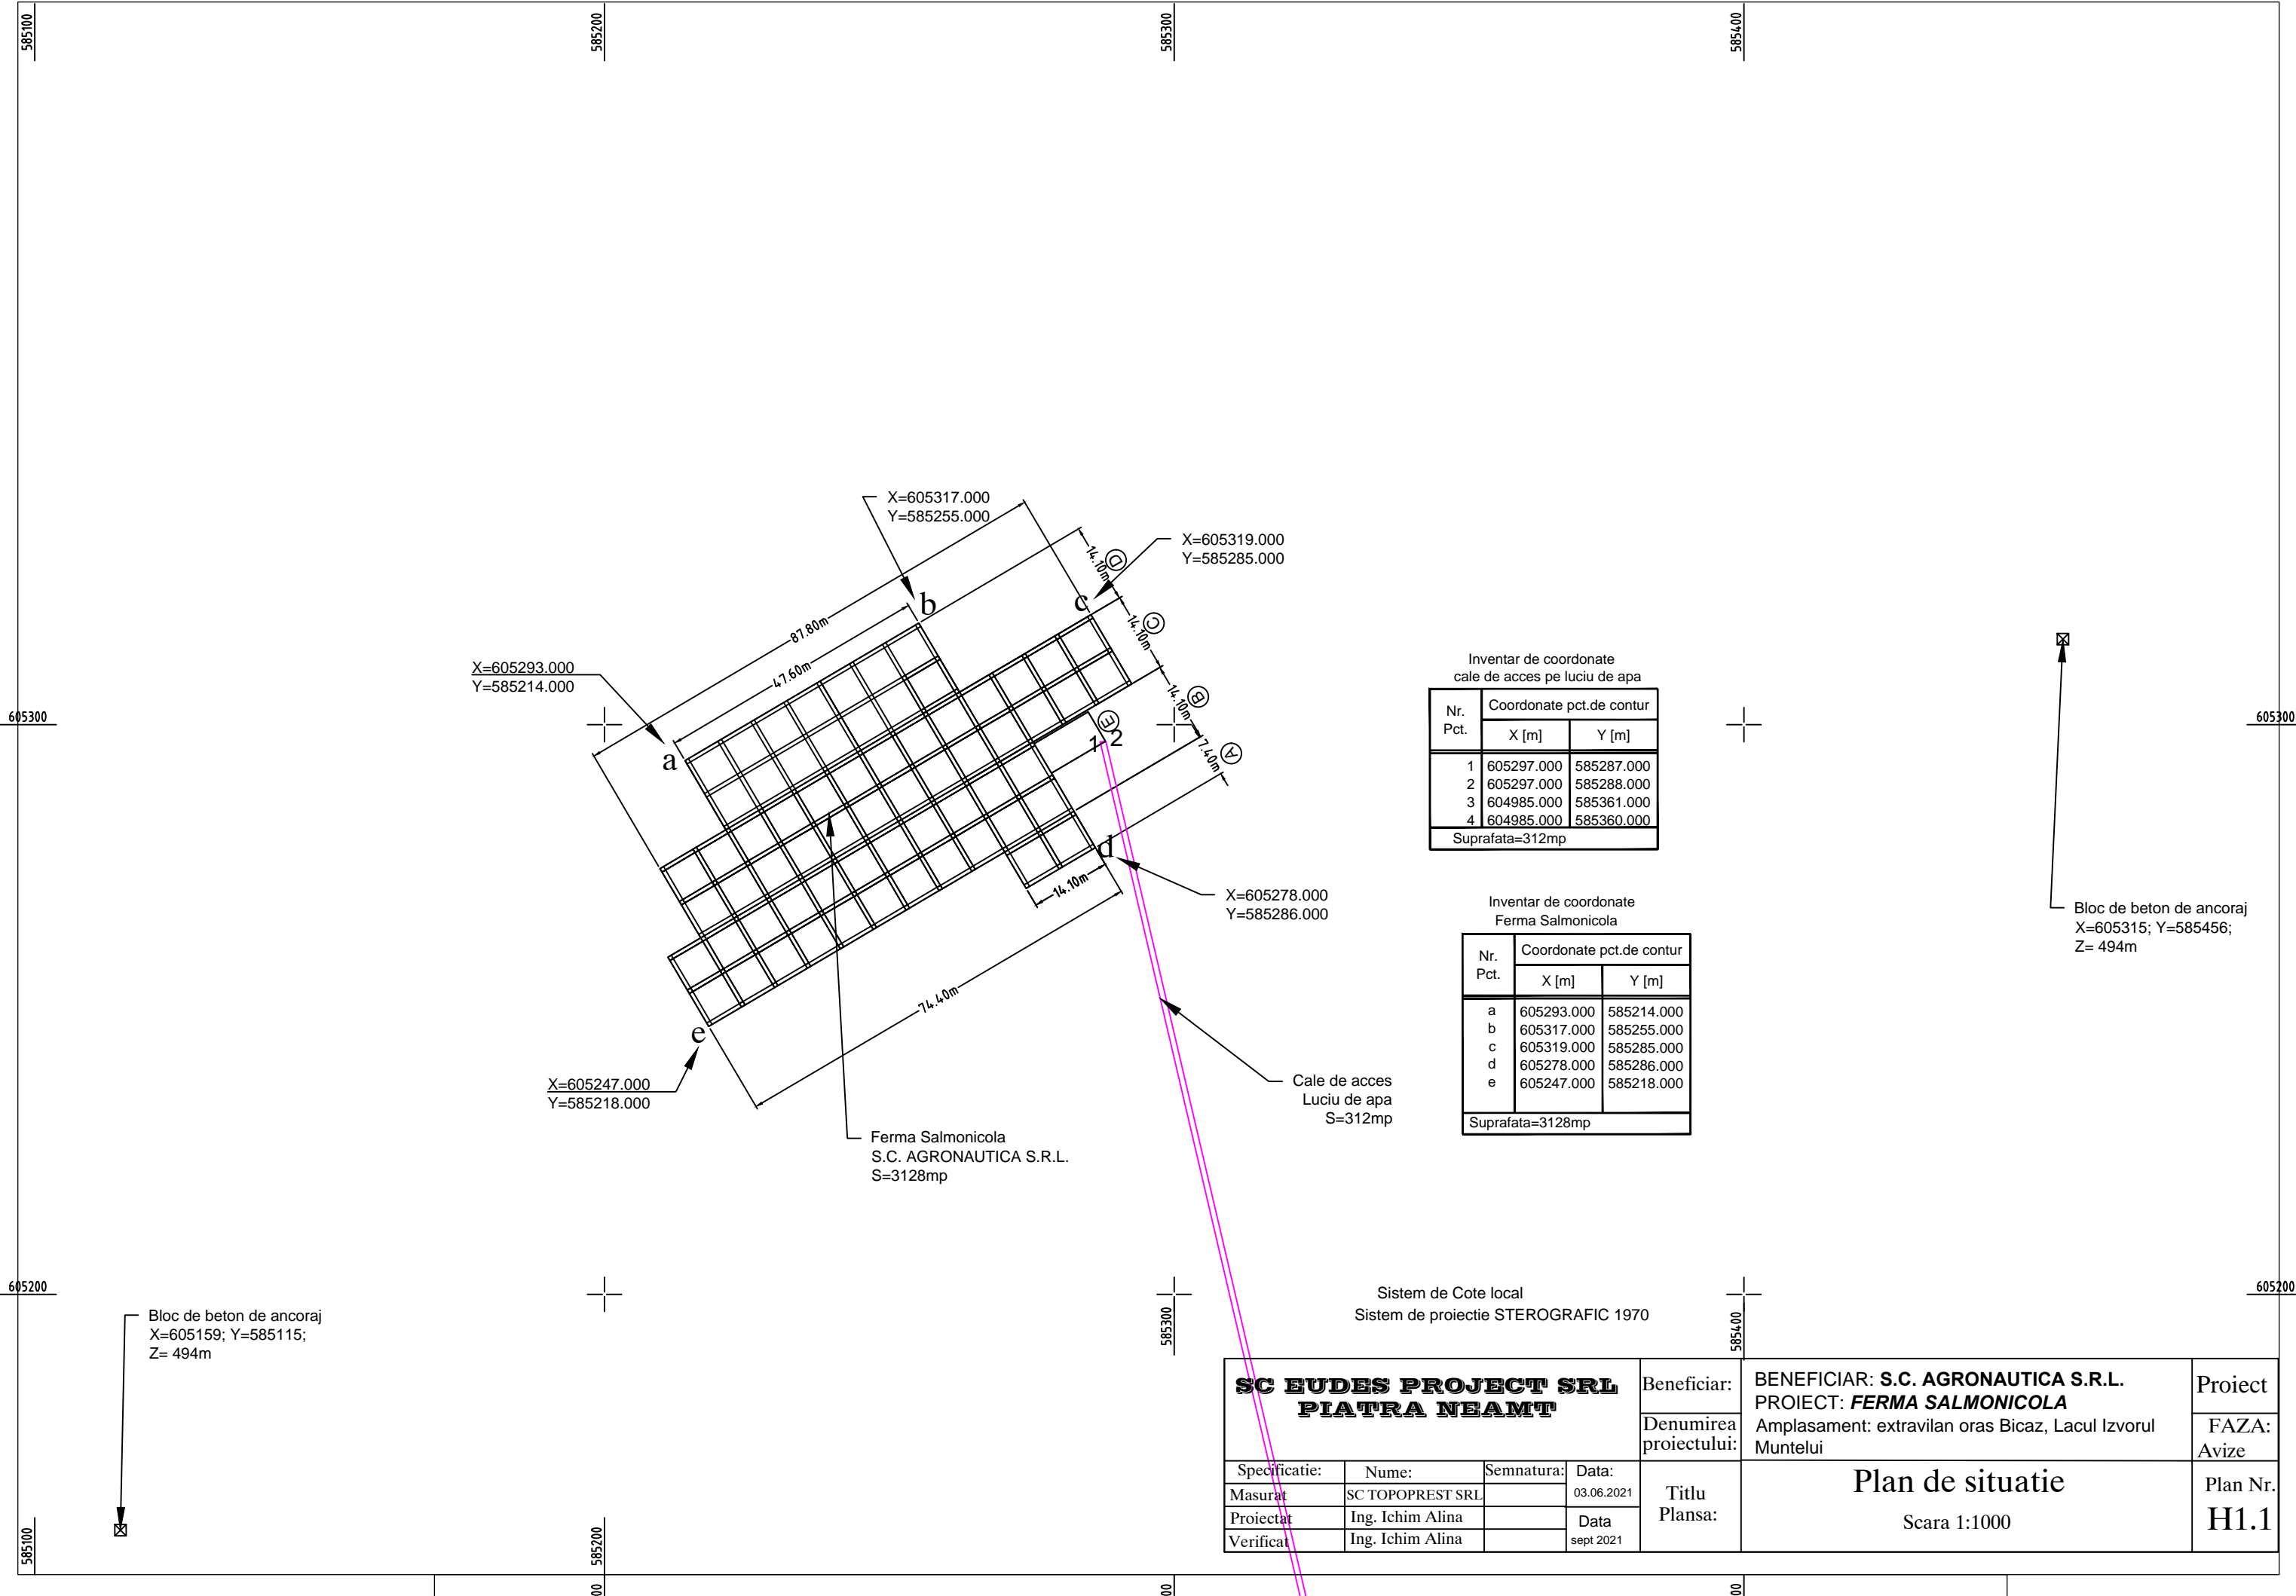 585100
585200
585300
585400
X=605317.000
Y=585255.000
X=605319.000
Y=585285.000
14.10m
D
87.80m
b
c
14.10m
C
47.60m
X=605293.000
Y=585214.000
a
14.10m
B
E
1
2
7.40m
A
605300
605300
Inventar de coordonate
cale de acces pe luciu de apa
Nr. Pct.
Coordonate pct.de contur
X [m] Y [m]
1 605297.000 585287.000
2 605297.000 585288.000
3 604985.000 585361.000
4 604985.000 585360.000
Suprafata=312mp
d
14.10m
X=605278.000
Y=585286.000
74.40m
e
X=605247.000
Y=585218.000
Inventar de coordonate
Ferma Salmonicola
Nr. Pct.
Coordonate pct.de contur
X [m] Y [m]
a 605293.000 585214.000
b 605317.000 585255.000
c 605319.000 585285.000
d 605278.000 585286.000
e 605247.000 585218.000
Suprafata=3128mp
Bloc de beton de ancoraj
X=605315; Y=585456;
Z= 494m
Cale de acces
Luciu de apa
S=312mp
Ferma Salmonicola
S.C. AGRONAUTICA S.R.L.
S=3128mp
605200
605200
Bloc de beton de ancoraj
X=605159; Y=585115;
Z= 494m
Sistem de Cote local
Sistem de proiectie STEROGRAFIC 1970
585300
585400
585100
585200
SC EUDES PROJECT SRL
PIATRA NEAMT
Beneficiar:
BENEFICIAR: S.C. AGRONAUTICA S.R.L.
PROIECT: FERMA SALMONICOLA
Proiect
Denumirea
proiectului:
Amplasament: extravilan oras Bicaz, Lacul Izvorul
Muntelui
FAZA:
Avize
Specificatie: Nume: Semnatura: Data:
Masurat SC TOPOPREST SRL 03.06.2021
Proiectat Ing. Ichim Alina Data
Verificat Ing. Ichim Alina sept 2021
Titlu
Plansa:
Plan de situatie
Scara 1:1000
Plan Nr.
H1.1